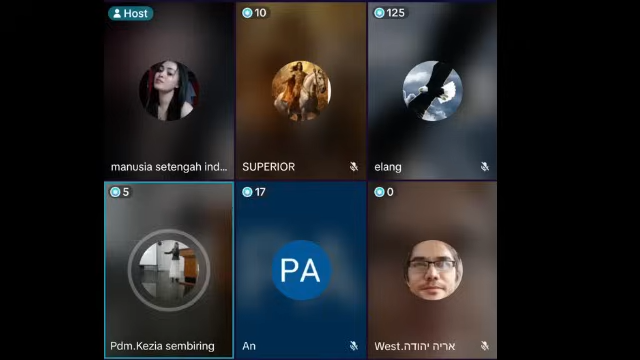 Host
10
125
manusia setengah ind...
SUPERIOR
elang
5
17
0
PA
Pdm.Kezia sembiring
An
West.אריה יהודה